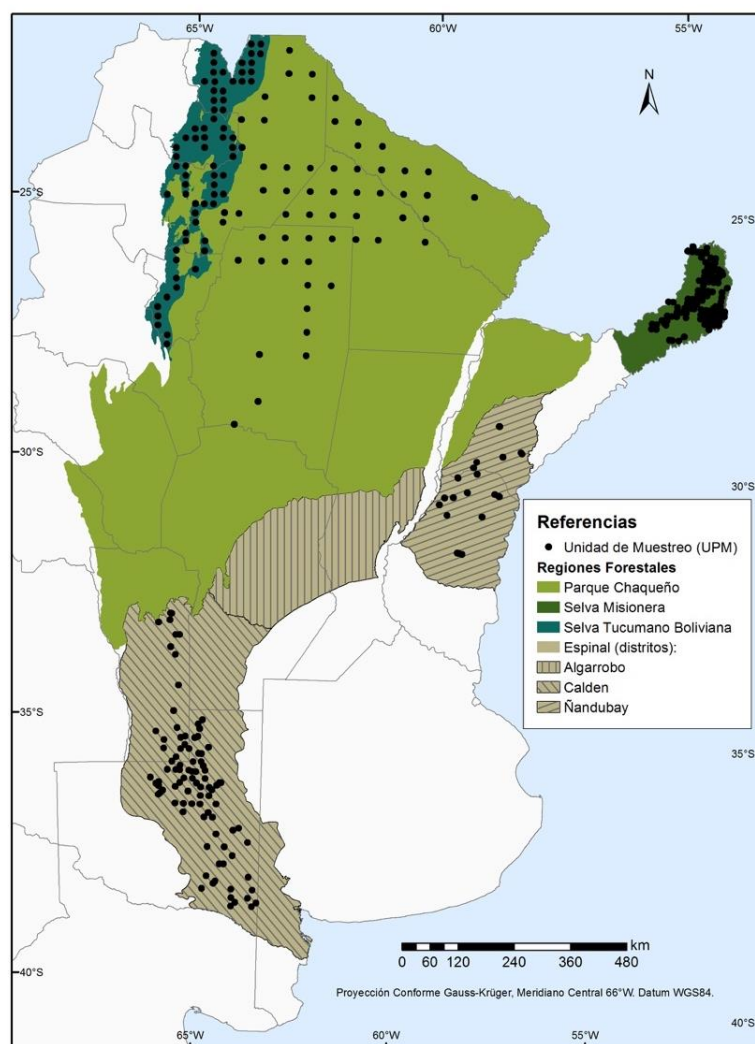 65°W
60°W
55°W
N
25°S
25°S
30°S
30°S
Referencias
Unidad de Muestreo (UPM)
Regiones Forestales
Parque Chaqueño
Selva Misionera
Selva Tucumano Boliviana
Espinal (distritos):
Algarrobo
Calden
Ñandubay
35°S
35°S
km
0 60 120 240 360 480
40°S
Proyección Conforme Gauss-Krüger, Meridiano Central 66°W. Datum WGS84.
40°S
65°W
60°W
55°W